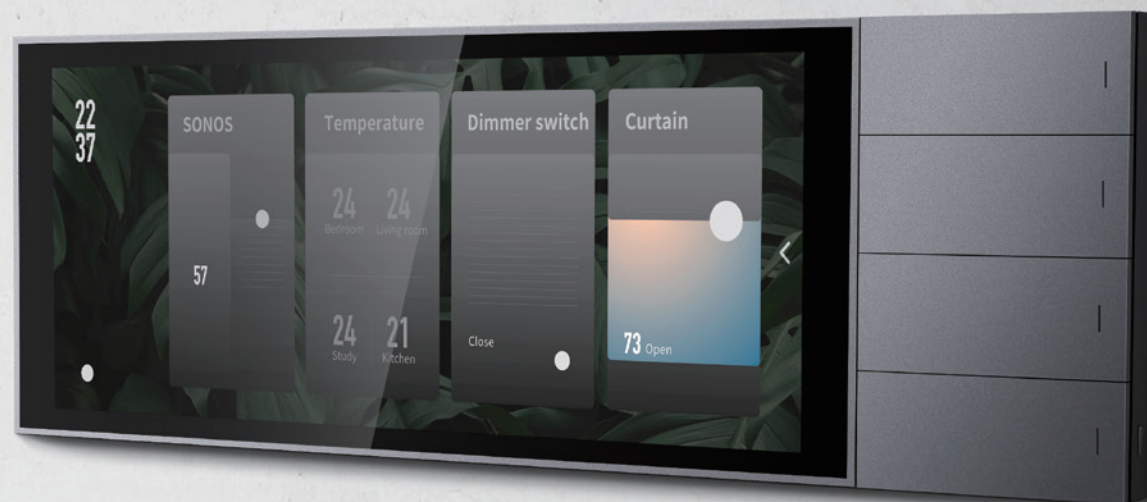 22
37
SONOS
57
Temperature
24 24
Bedroom Living room
24 21
Study Kitchen
Dimmer switch
Close
Curtain
73 Open